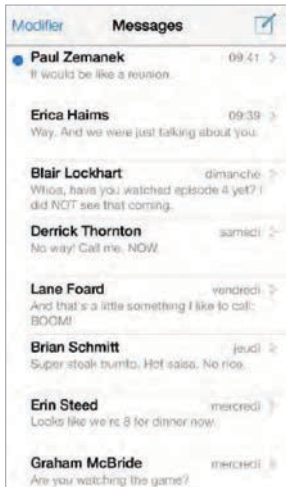 Modifier Messages
Paul Zemanek 09:41
It would be like a reunion.
Erica Haims 09:39
Way. And we were just talking about you.
Blair Lockhart dimanche
Whoa, have you watched episode 4 yet? I
did NOT see that coming.
Derrick Thornton samedi
No way! Call me. NOW.
Lane Foard vendredi
And that's a little something I like to call:
BOOM!
Brian Schmitt jeudi
Super steak burrito. Hot salsa. No rice.
Erin Steed mercredi
Looks like we're 8 for dinner now.
Graham McBride mercredi
Are you watching the game?